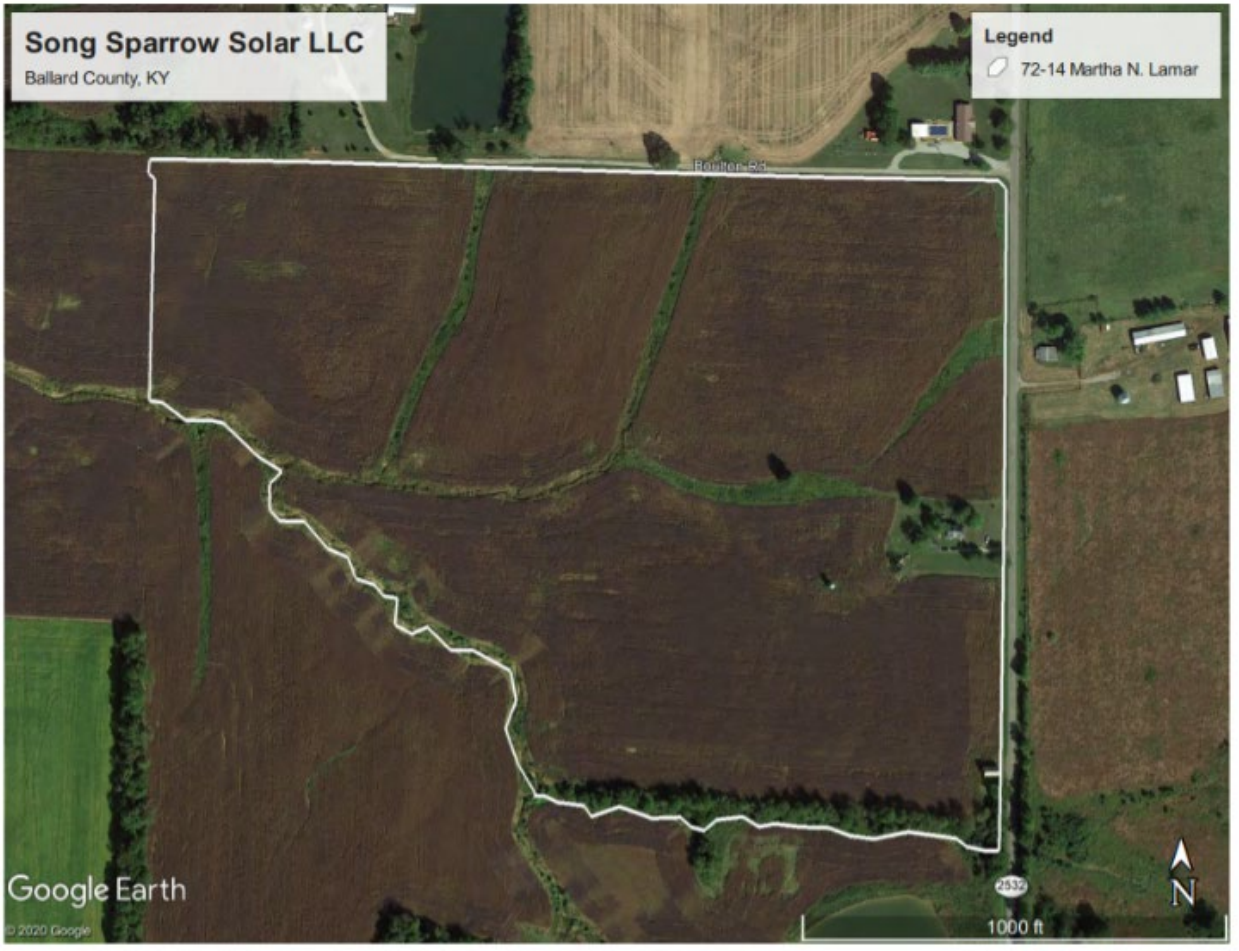 Song Sparrow Solar LLC
Ballard County, KY
Legend
72-14 Martha N. Lamar
Boulton Rd
2532
N
1000 ft
Google Earth
© 2020 Google